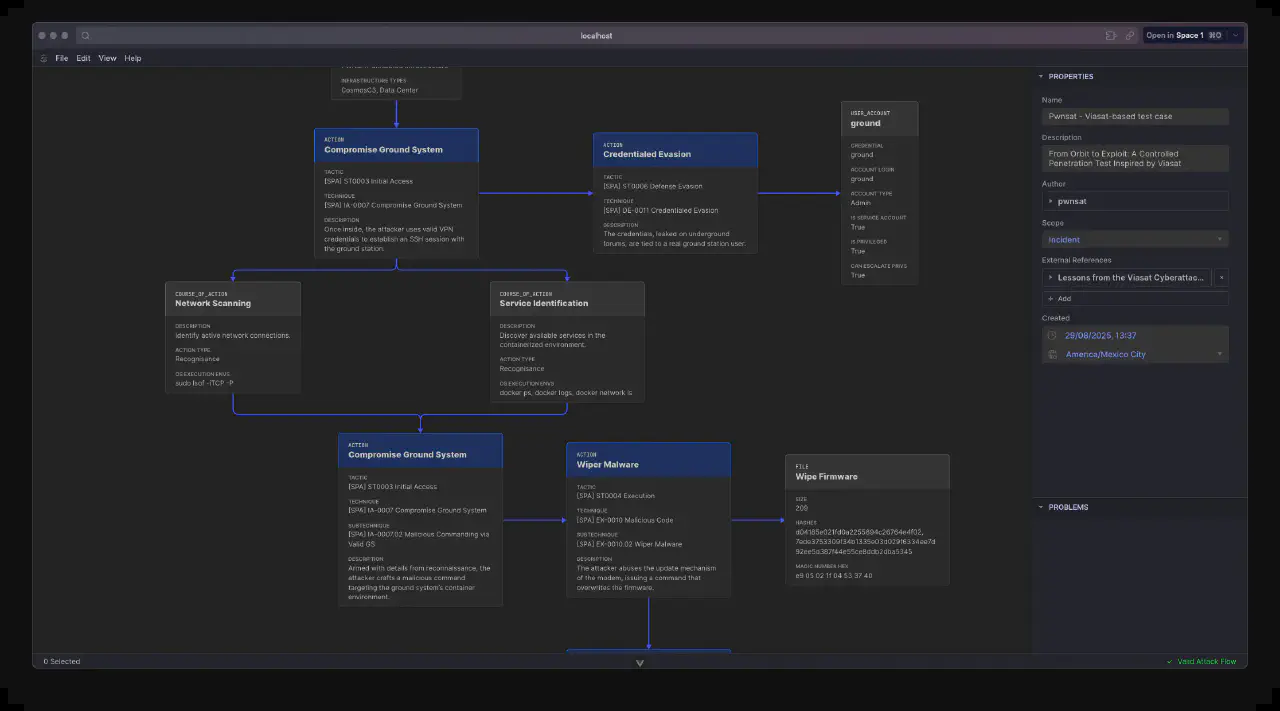 localhost
Open in Space 1 ⌘O
File Edit View Help
INFRASTRUCTURE TYPES
CosmosC3, Data Center
ACTION
Compromise Ground System
TACTIC
[SPA] ST0003 Initial Access
TECHNIQUE
[SPA] IA-0007 Compromise Ground System
DESCRIPTION
Once inside, the attacker uses valid VPN
credentials to establish an SSH session with
the ground station.
ACTION
Credentialed Evasion
TACTIC
[SPA] ST0006 Defense Evasion
TECHNIQUE
[SPA] DE-0011 Credentialed Evasion
DESCRIPTION
The credentials, leaked on underground
forums, are tied to a real ground station user.
USER_ACCOUNT
ground
CREDENTIAL
ground
ACCOUNT LOGIN
ground
ACCOUNT TYPE
Admin
IS SERVICE ACCOUNT
True
IS PRIVILEGED
True
CAN ESCALATE PRIVS
True
COURSE_OF_ACTION
Network Scanning
DESCRIPTION
Identify active network connections.
ACTION TYPE
Recognisance
OS EXECUTION ENVS
sudo lsof -iTCP -P
COURSE_OF_ACTION
Service Identification
DESCRIPTION
Discover available services in the
containerized environment.
ACTION TYPE
Recognisance
OS EXECUTION ENVS
docker ps, docker logs, docker network ls
ACTION
Compromise Ground System
TACTIC
[SPA] ST0003 Initial Access
TECHNIQUE
[SPA] IA-0007 Compromise Ground System
SUBTECHNIQUE
[SPA] IA-0007.02 Malicious Commanding via
Valid GS
DESCRIPTION
Armed with details from reconnaissance, the
attacker crafts a malicious command
targeting the ground system's container
environment.
ACTION
Wiper Malware
TACTIC
[SPA] ST0004 Execution
TECHNIQUE
[SPA] EX-0010 Malicious Code
SUBTECHNIQUE
[SPA] EX-0010.02 Wiper Malware
DESCRIPTION
The attacker abuses the update mechanism
of the modem, issuing a command that
overwrites the firmware.
FILE
Wipe Firmware
SIZE
209
HASHES
MAGIC NUMBER HEX
e9 05 02 1f 04 53 37 40
PROPERTIES
Name
Pwnsat - Viasat-based test case
Description
From Orbit to Exploit: A Controlled
Penetration Test Inspired by Viasat
Author
pwnsat
Scope
Incident
External References
Lessons from the Viasat Cyberattac...
+ Add
Created
29/08/2025, 13:37
America/Mexico City
PROBLEMS
0 Selected
Valid Attack Flow